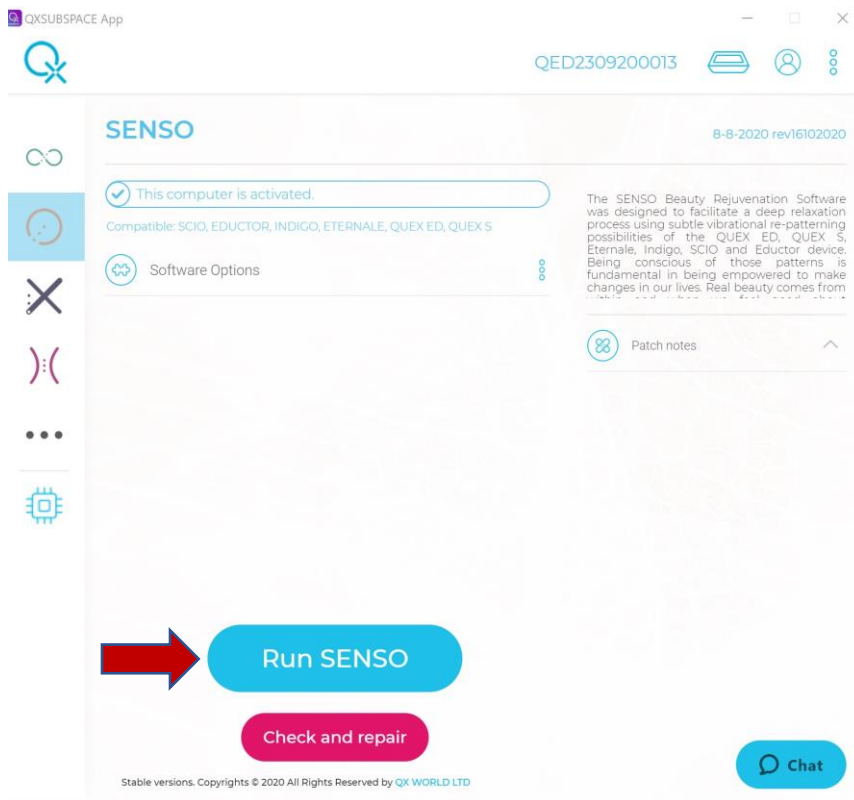 QXSUBSPACE App
QED2309200013
SENSO
8-8-2020 rev16102020
This computer is activated.
Compatible: SCIO, EDUCTOR, INDIGO, ETERNALE, QUEX ED, QUEX S
Software Options
The SENSO Beauty Rejuvenation Software
was designed to facilitate a deep relaxation
process using subtle vibrational re-patterning
possibilities of the QUEX ED, QUEX S,
Eternale, Indigo, SCIO and Eductor device.
Being conscious of those patterns is
fundamental in being empowered to make
changes in our lives. Real beauty comes from
Patch notes
Run SENSO
Check and repair
Chat
Stable versions. Copyrights © 2020 All Rights Reserved by QX WORLD LTD